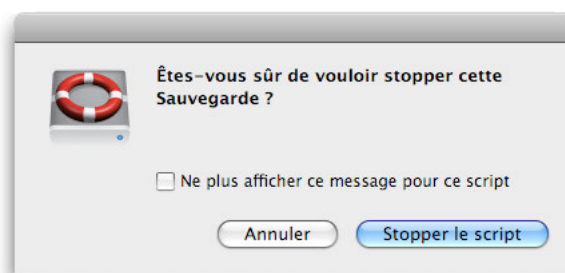 Êtes-vous sûr de vouloir stopper cette
Sauvegarde ?
Ne plus afficher ce message pour ce script
Annuler
Stopper le script